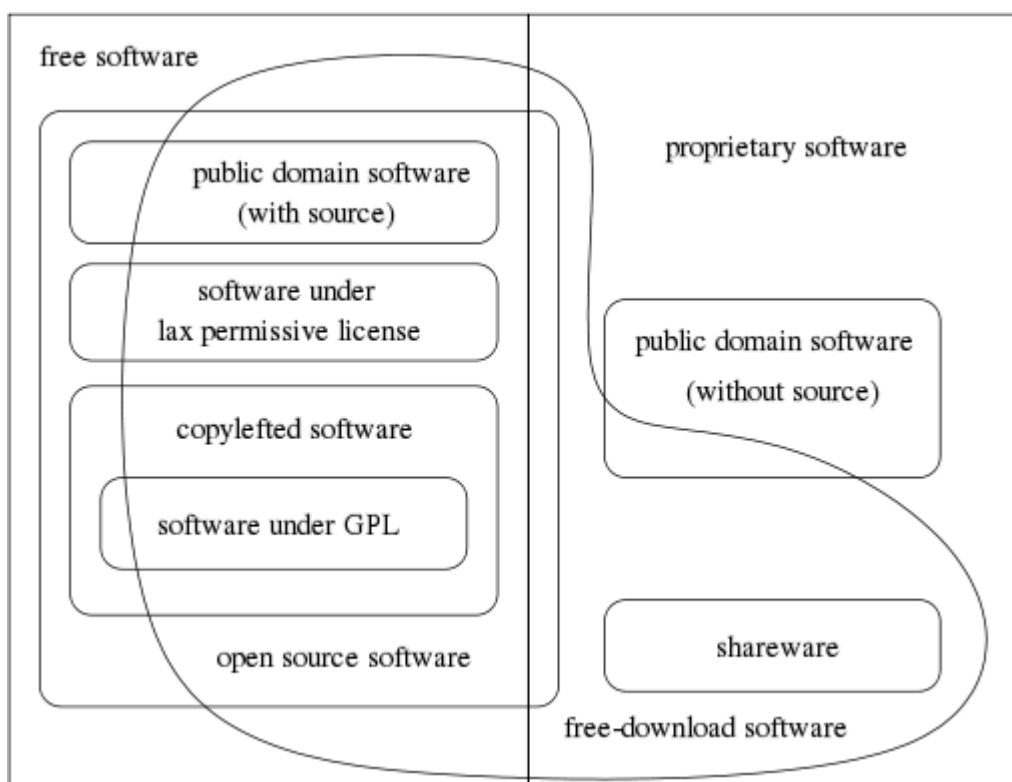 free software
public domain software
(with source)
software under
lax permissive license
copylefted software
software under GPL
open source software
proprietary software
public domain software
(without source)
shareware
free-download software